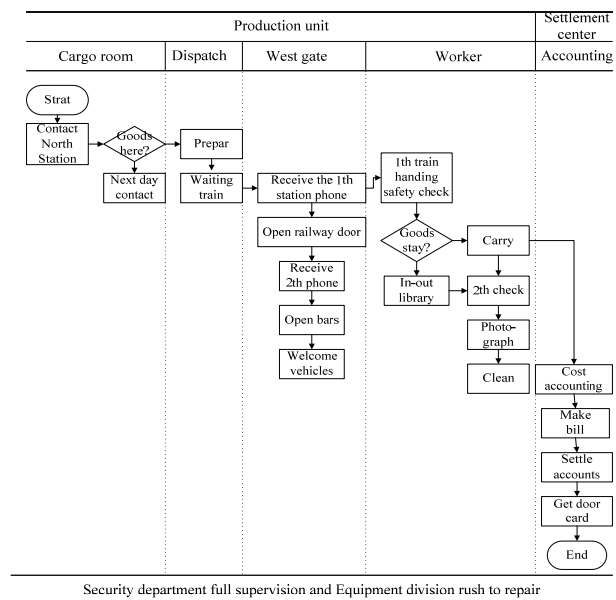 Production unit
Settlement
center
Cargo room
Dispatch
West gate
Worker
Accounting
Strat
Contact
North
Station
Goods
here?
Next day
contact
Prepar
Waiting
train
Receive the 1th
station phone
Open railway door
Receive
2th phone
Open bars
Welcome
vehicles
1th train
handing
safety check
Goods
stay?
In-out
library
Carry
2th check
Photo-
graph
Clean
Cost
accounting
Make
bill
Settle
accounts
Get door
card
End
Security department full supervision and Equipment division rush to repair